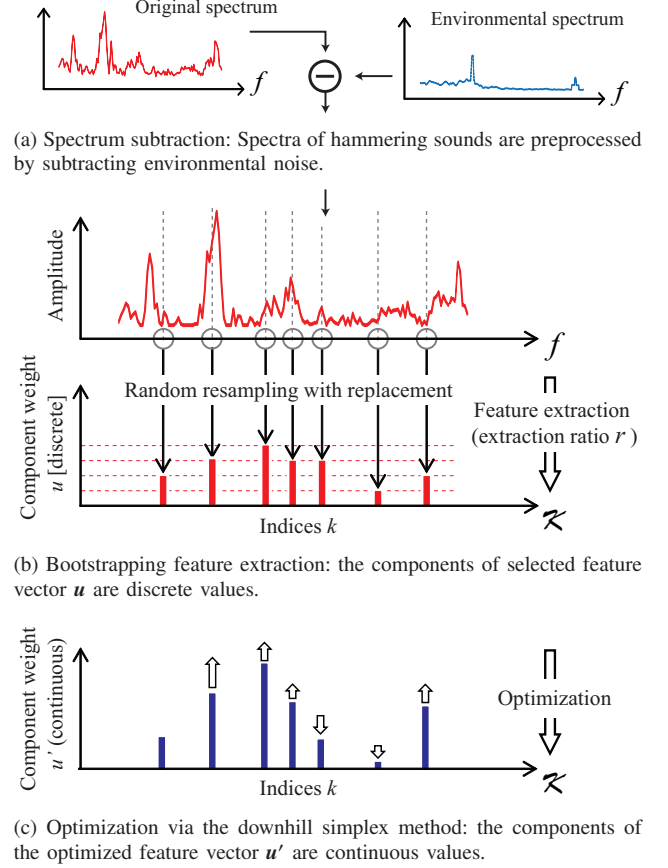 Original spectrum
Environmental spectrum
f
f
(a) Spectrum subtraction: Spectra of hammering sounds are preprocessed
by subtracting environmental noise.
Amplitude
f
Component weight
u [discrete]
Random resampling with replacement
Feature extraction
(extraction ratio r )
Indices k
𝒦
(b) Bootstrapping feature extraction: the components of selected feature
vector u are discrete values.
Component weight
u' (continuous)
Optimization
Indices k
𝒦
(c) Optimization via the downhill simplex method: the components of
the optimized feature vector u′ are continuous values.